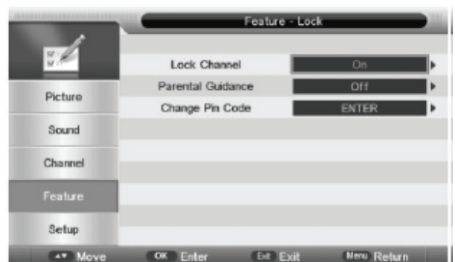 Feature - Lock
Lock Channel On
Parental Guidance Off
Change Pin Code ENTER
Picture
Sound
Channel
Feature
Setup
Move OK Enter Exit Exit Menu Return